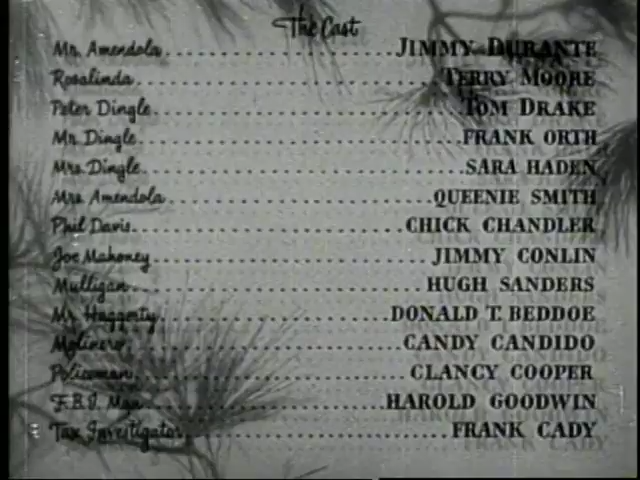 The Cast
Mr. Amendola JIMMY DURANTE
Rosalinda TERRY MOORE
Peter Dingle TOM DRAKE
Mr. Dingle FRANK ORTH
Mrs. Dingle SARA HADEN
Mrs. Amendola QUEENIE SMITH
Phil Davis CHICK CHANDLER
Joe Mahoney JIMMY CONLIN
Mulligan HUGH SANDERS
Mr. Haggerty DONALD T. BEDDOE
Molinero CANDY CANDIDO
Policeman CLANCY COOPER
F.B.I. Man HAROLD GOODWIN
Tax Investigator FRANK CADY